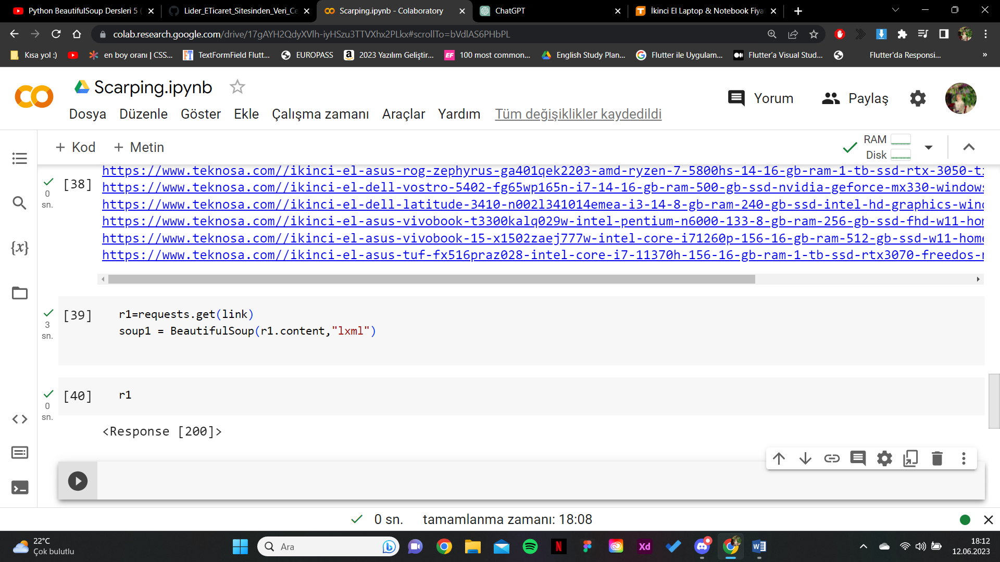 Python BeautifulSoup Dersleri 5 (
Lider_ETicaret_Sitesinden_Veri_Ce
Scarping.ipynb - Colaboratory
ChatGPT
İkinci El Laptop & Notebook Fiya
colab.research.google.com/drive/17gAYH2QdyXVlh-iyHSzu3TTVXhx2PLkx#scrollTo=bVdlAS6PHbPL
Kısa yol :)
en boy oranı | CSS...
TextFormField Flutt...
EUROPASS
2023 Yazılım Geliştir...
100 most common...
English Study Plan...
Flutter ile Uygulam...
Flutter'a Visual Stud...
Flutter'da Responsi...
»
Scarping.ipynb
Yorum
Paylaş
Dosya Düzenle Göster Ekle Çalışma zamanı Araçlar Yardım Tüm değişiklikler kaydedildi
+ Kod + Metin
RAM
Disk
https://www.teknosa.com//ikinci-el-asus-rog-zephyrus-ga401qek2203-amd-ryzen-7-5800hs-14-16-gb-ram-1-tb-ssd-rtx-3050-t
[38]
0
sn.
https://www.teknosa.com//ikinci-el-dell-vostro-5402-fg65wp165n-i7-14-16-gb-ram-500-gb-ssd-nvidia-geforce-mx330-windows
https://www.teknosa.com//ikinci-el-dell-latitude-3410-n002l341014emea-i3-14-8-gb-ram-240-gb-ssd-intel-hd-graphics-wind
https://www.teknosa.com//ikinci-el-asus-vivobook-t3300kalq029w-intel-pentium-n6000-133-8-gb-ram-256-gb-ssd-fhd-w11-hom
https://www.teknosa.com//ikinci-el-asus-vivobook-15-x1502zaej777w-intel-core-i71260p-156-16-gb-ram-512-gb-ssd-w11-home
https://www.teknosa.com//ikinci-el-asus-tuf-fx516praz028-intel-core-i7-11370h-156-16-gb-ram-1-tb-ssd-rtx3070-freedos-
{x}
[39]
3
sn.
r1=requests.get(link)
soup1 = BeautifulSoup(r1.content,"lxml")
[40]
0
sn.
r1
<Response [200]>
0 sn. tamamlanma zamanı: 18:08
22°C
Çok bulutlu
Ara
18:12
12.06.2023